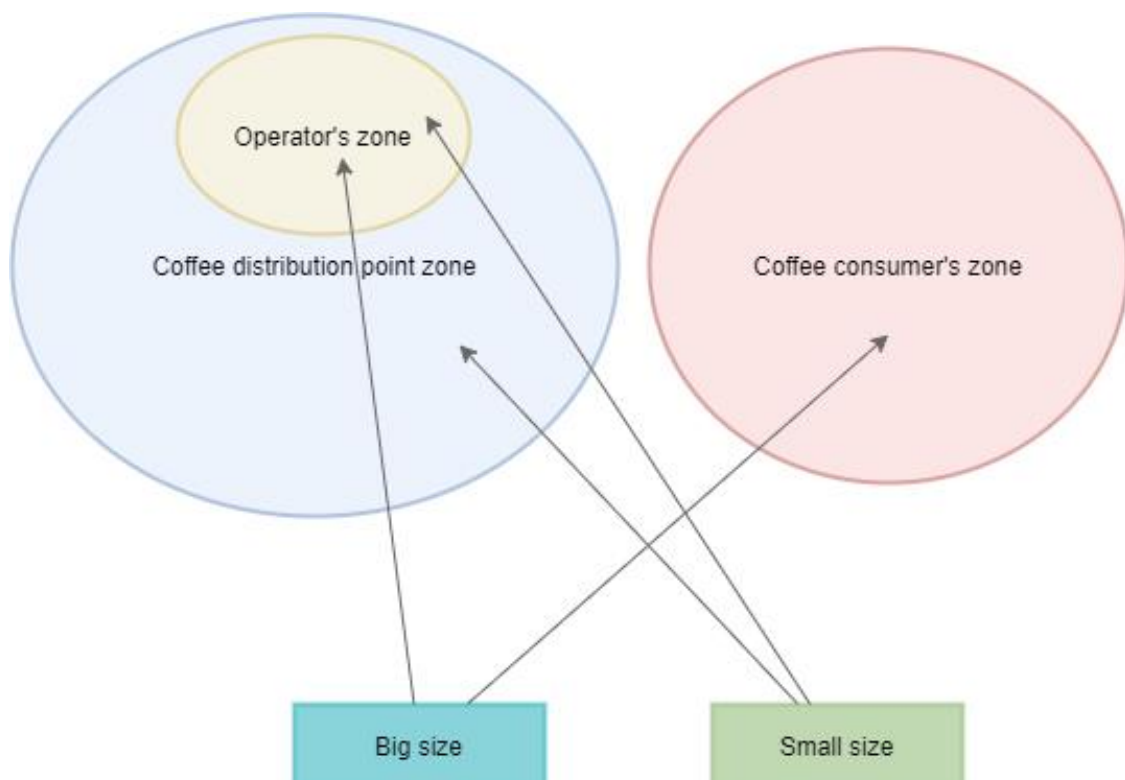 Operator's zone
Coffee distribution point zone
Coffee consumer's zone
Big size
Small size